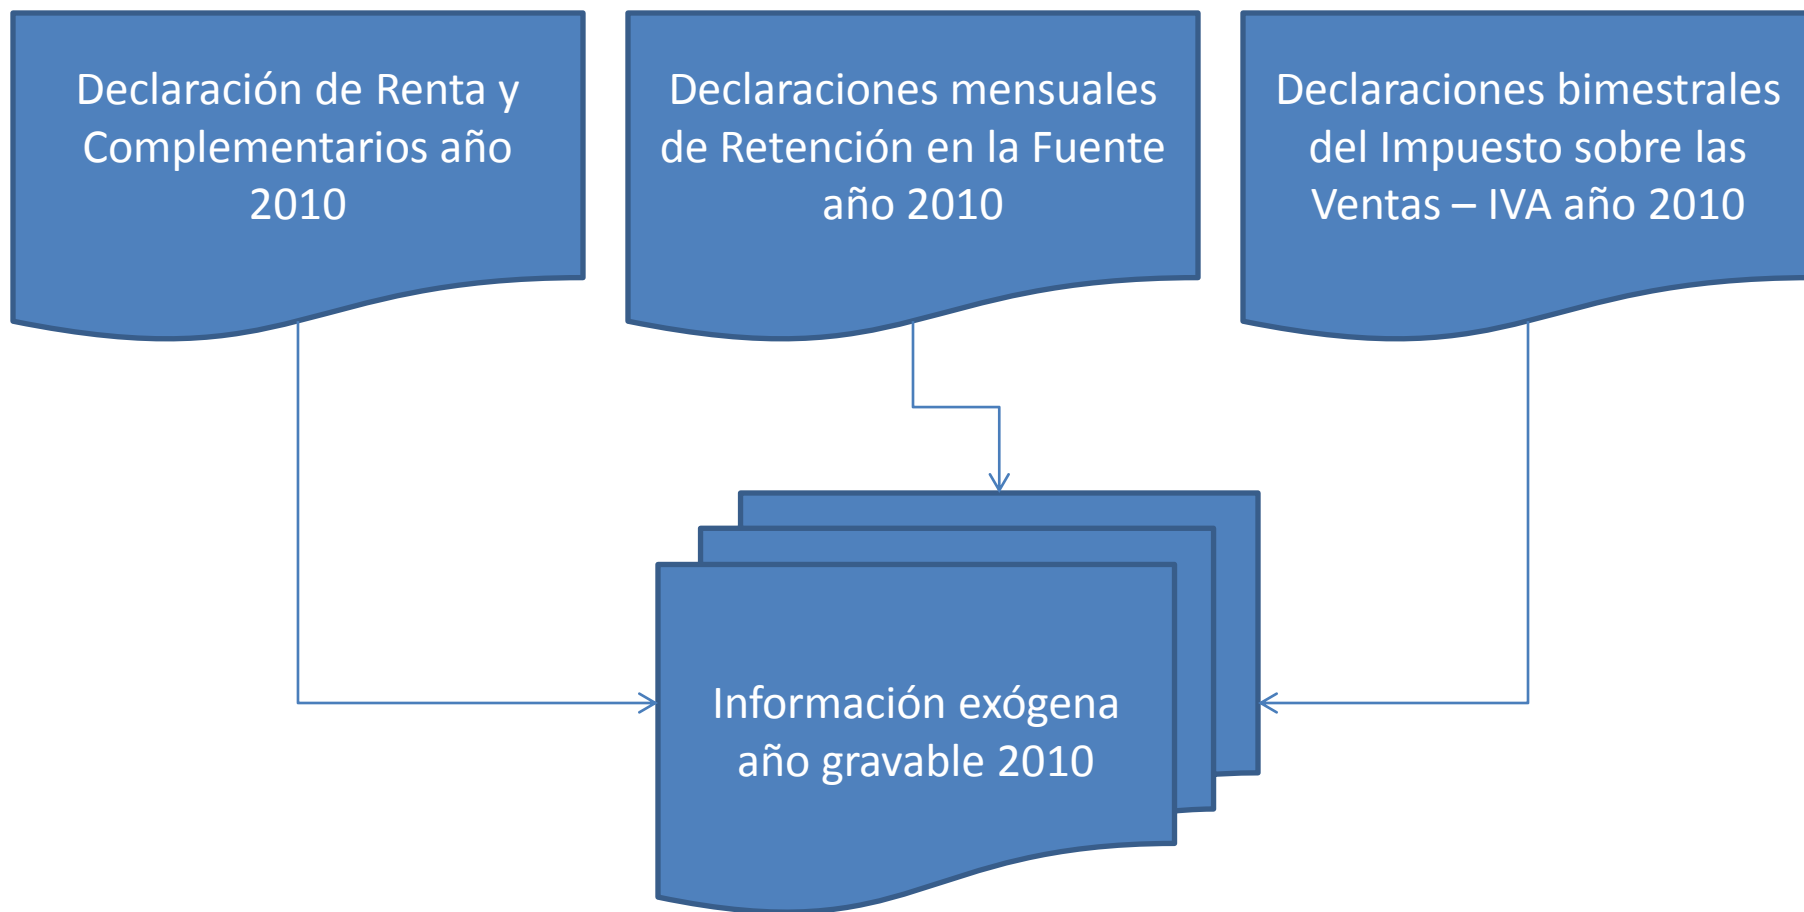 Declaración de Renta y
Complementarios año
2010
Declaraciones mensuales
de Retención en la Fuente
año 2010
Declaraciones bimestrales
del Impuesto sobre las
Ventas – IVA año 2010
Información exógena
año gravable 2010